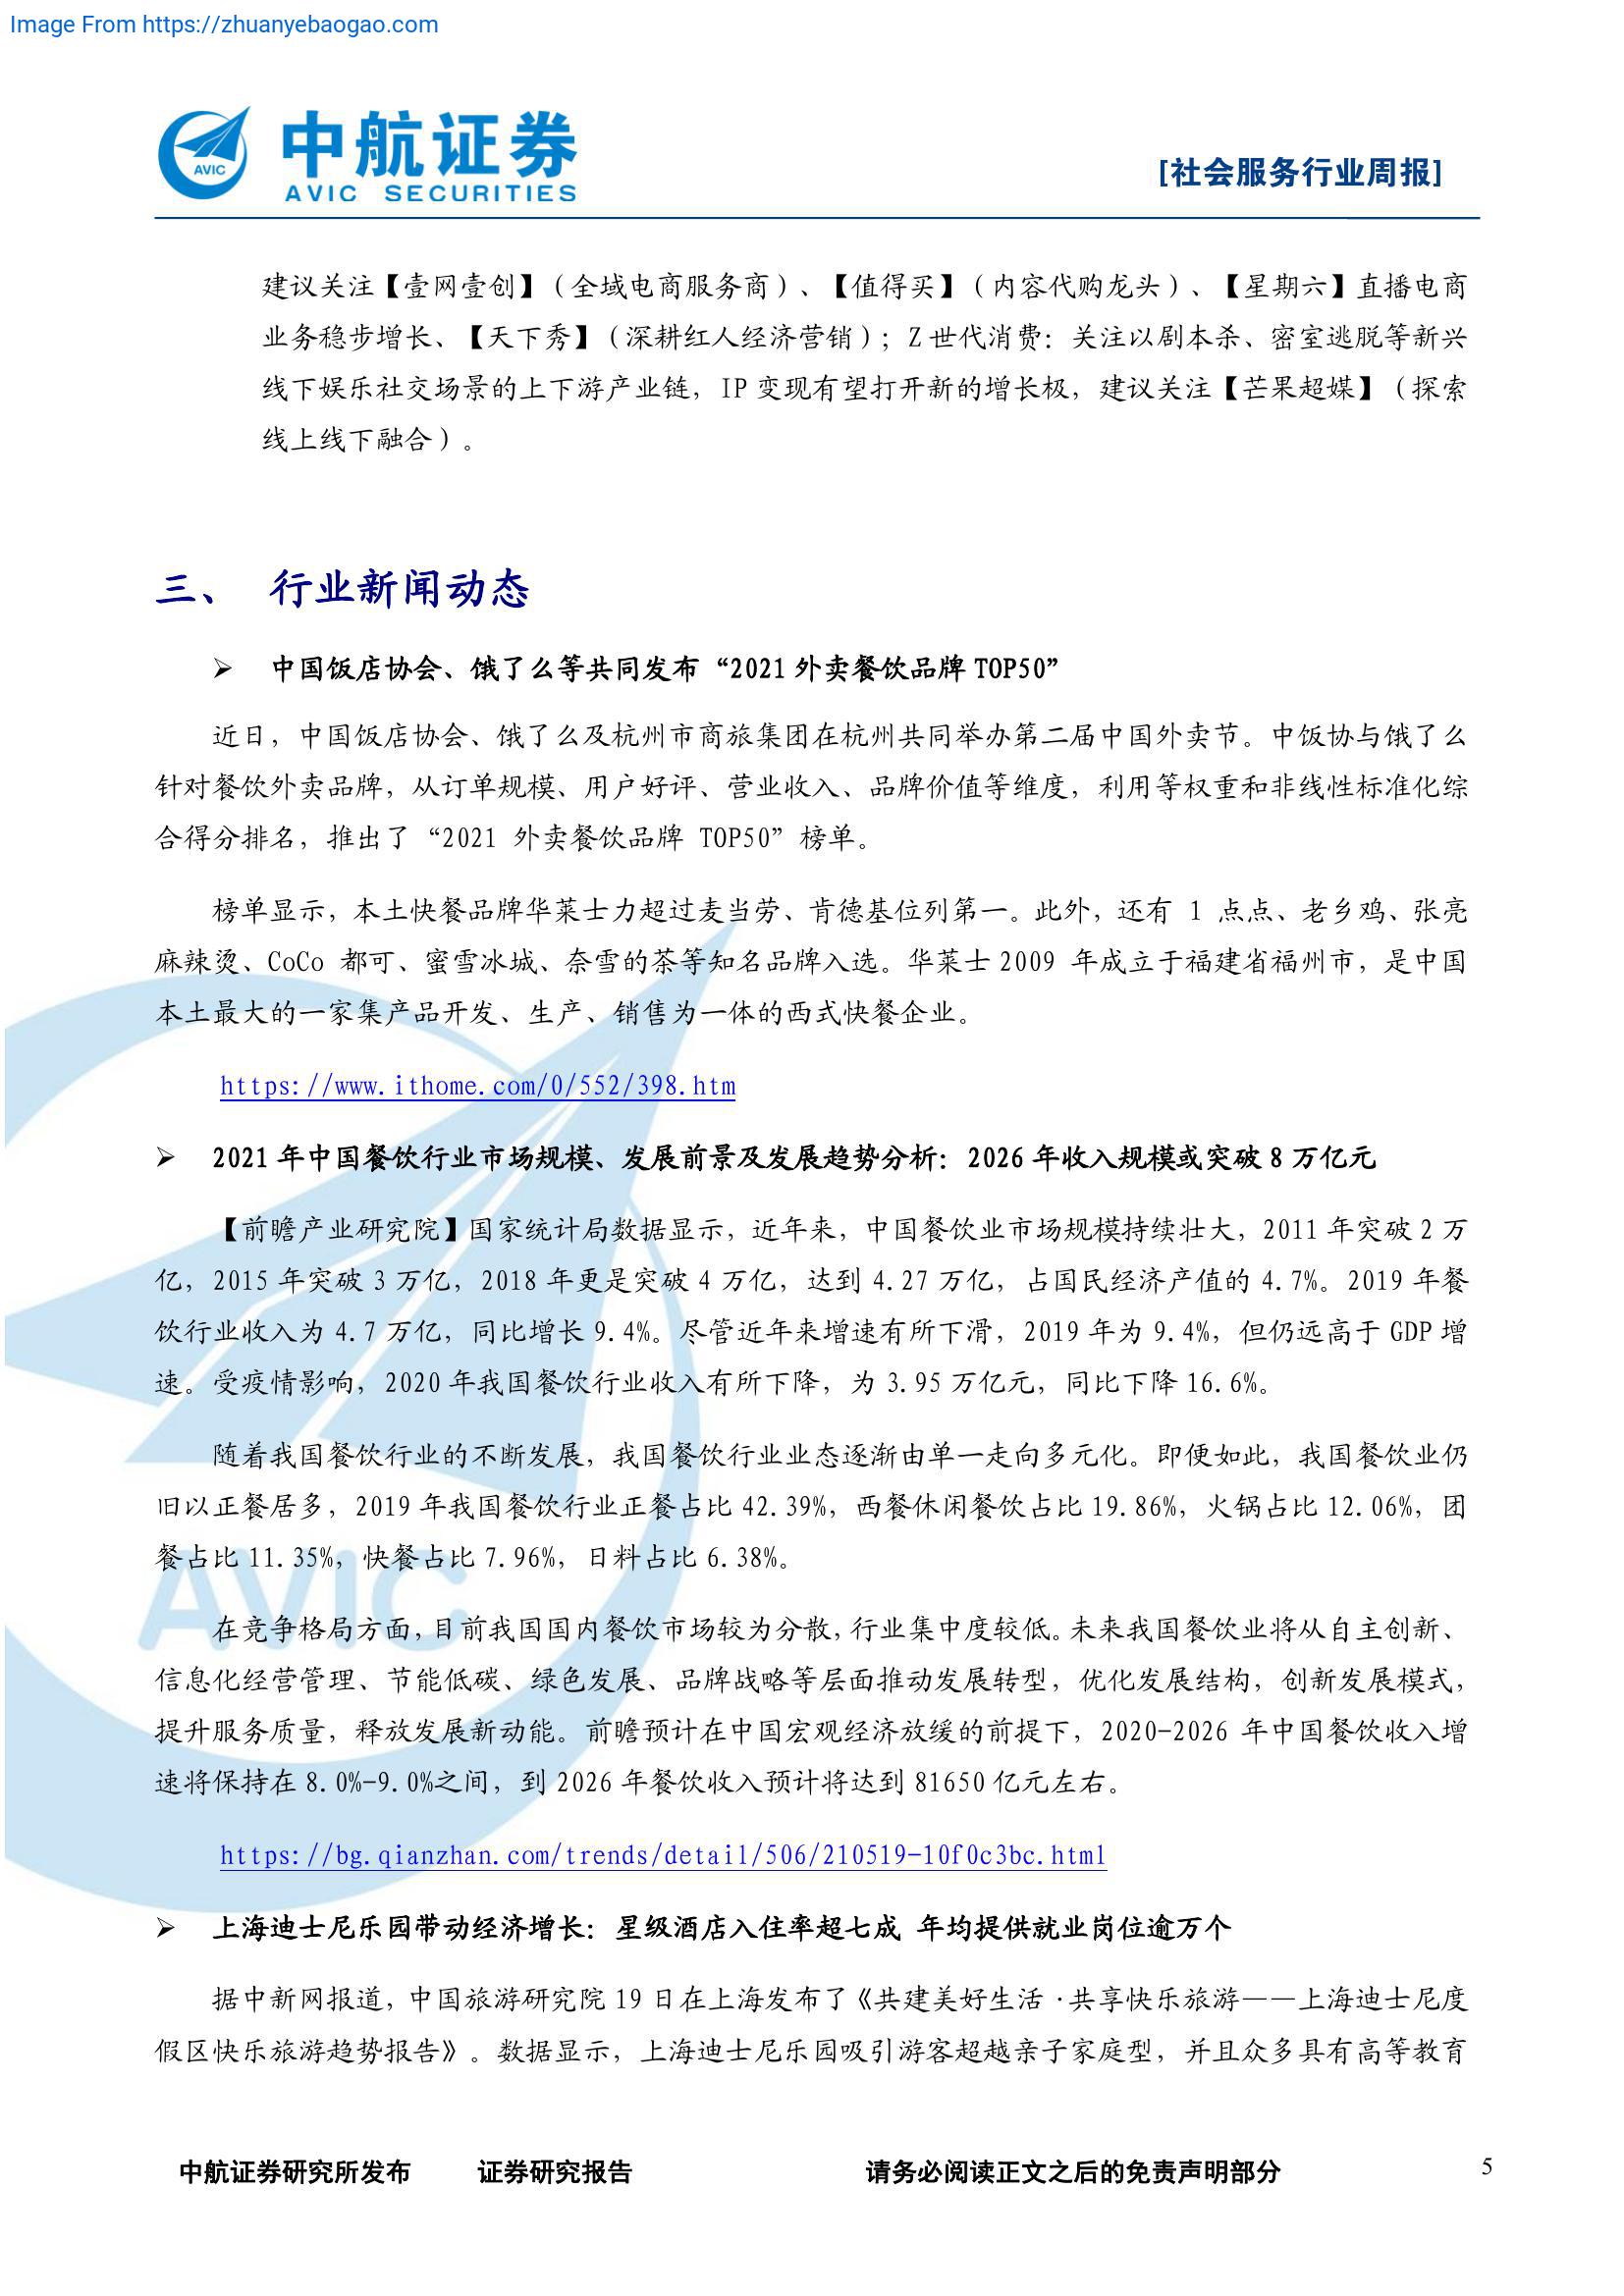 Image From https://zhuanyebaogao.com
AVIC
中航证券
AVIC SECURITIES
[社会服务行业周报]
建议关注【壹网壹创】（全域电商服务商）、【值得买】（内容代购龙头）、【星期六】直播电商
业务稳步增长、【天下秀】（深耕红人经济营销）；Z 世代消费：关注以剧本杀、密室逃脱等新兴
线下娱乐社交场景的上下游产业链，IP 变现有望打开新的增长极，建议关注【芒果超媒】（探索
线上线下融合）。
三、 行业新闻动态
➢ 中国饭店协会、饿了么等共同发布“2021 外卖餐饮品牌 TOP50”
近日，中国饭店协会、饿了么及杭州市商旅集团在杭州共同举办第二届中国外卖节。中饭协与饿了么
针对餐饮外卖品牌，从订单规模、用户好评、营业收入、品牌价值等维度，利用等权重和非线性标准化综
合得分排名，推出了“2021 外卖餐饮品牌 TOP50”榜单。
榜单显示，本土快餐品牌华莱士力超过麦当劳、肯德基位列第一。此外，还有 1 点点、老乡鸡、张亮
麻辣烫、CoCo 都可、蜜雪冰城、奈雪的茶等知名品牌入选。华莱士 2009 年成立于福建省福州市，是中国
本土最大的一家集产品开发、生产、销售为一体的西式快餐企业。
https://www.ithome.com/0/552/398.htm
➢ 2021 年中国餐饮行业市场规模、发展前景及发展趋势分析：2026 年收入规模或突破 8 万亿元
【前瞻产业研究院】国家统计局数据显示，近年来，中国餐饮业市场规模持续壮大，2011 年突破 2 万
亿，2015 年突破 3 万亿，2018 年更是突破 4 万亿，达到 4.27 万亿，占国民经济产值的 4.7%。2019 年餐
饮行业收入为 4.7 万亿，同比增长 9.4%。尽管近年来增速有所下滑，2019 年为 9.4%，但仍远高于 GDP 增
速。受疫情影响，2020 年我国餐饮行业收入有所下降，为 3.95 万亿元，同比下降 16.6%。
随着我国餐饮行业的不断发展，我国餐饮行业业态逐渐由单一走向多元化。即便如此，我国餐饮业仍
旧以正餐居多，2019 年我国餐饮行业正餐占比 42.39%，西餐休闲餐饮占比 19.86%，火锅占比 12.06%，团
餐占比 11.35%，快餐占比 7.96%，日料占比 6.38%。
AVIC
在竞争格局方面，目前我国国内餐饮市场较为分散，行业集中度较低。未来我国餐饮业将从自主创新、
信息化经营管理、节能低碳、绿色发展、品牌战略等层面推动发展转型，优化发展结构，创新发展模式，
提升服务质量，释放发展新动能。前瞻预计在中国宏观经济放缓的前提下，2020-2026 年中国餐饮收入增
速将保持在 8.0%-9.0%之间，到 2026 年餐饮收入预计将达到 81650 亿元左右。
https://bg.qianzhan.com/trends/detail/506/210519-10f0c3bc.html
➢ 上海迪士尼乐园带动经济增长：星级酒店入住率超七成 年均提供就业岗位逾万个
据中新网报道，中国旅游研究院 19 日在上海发布了《共建美好生活·共享快乐旅游——上海迪士尼度
假区快乐旅游趋势报告》。数据显示，上海迪士尼乐园吸引游客超越亲子家庭型，并且众多具有高等教育
中航证券研究所发布 证券研究报告 请务必阅读正文之后的免责声明部分 5